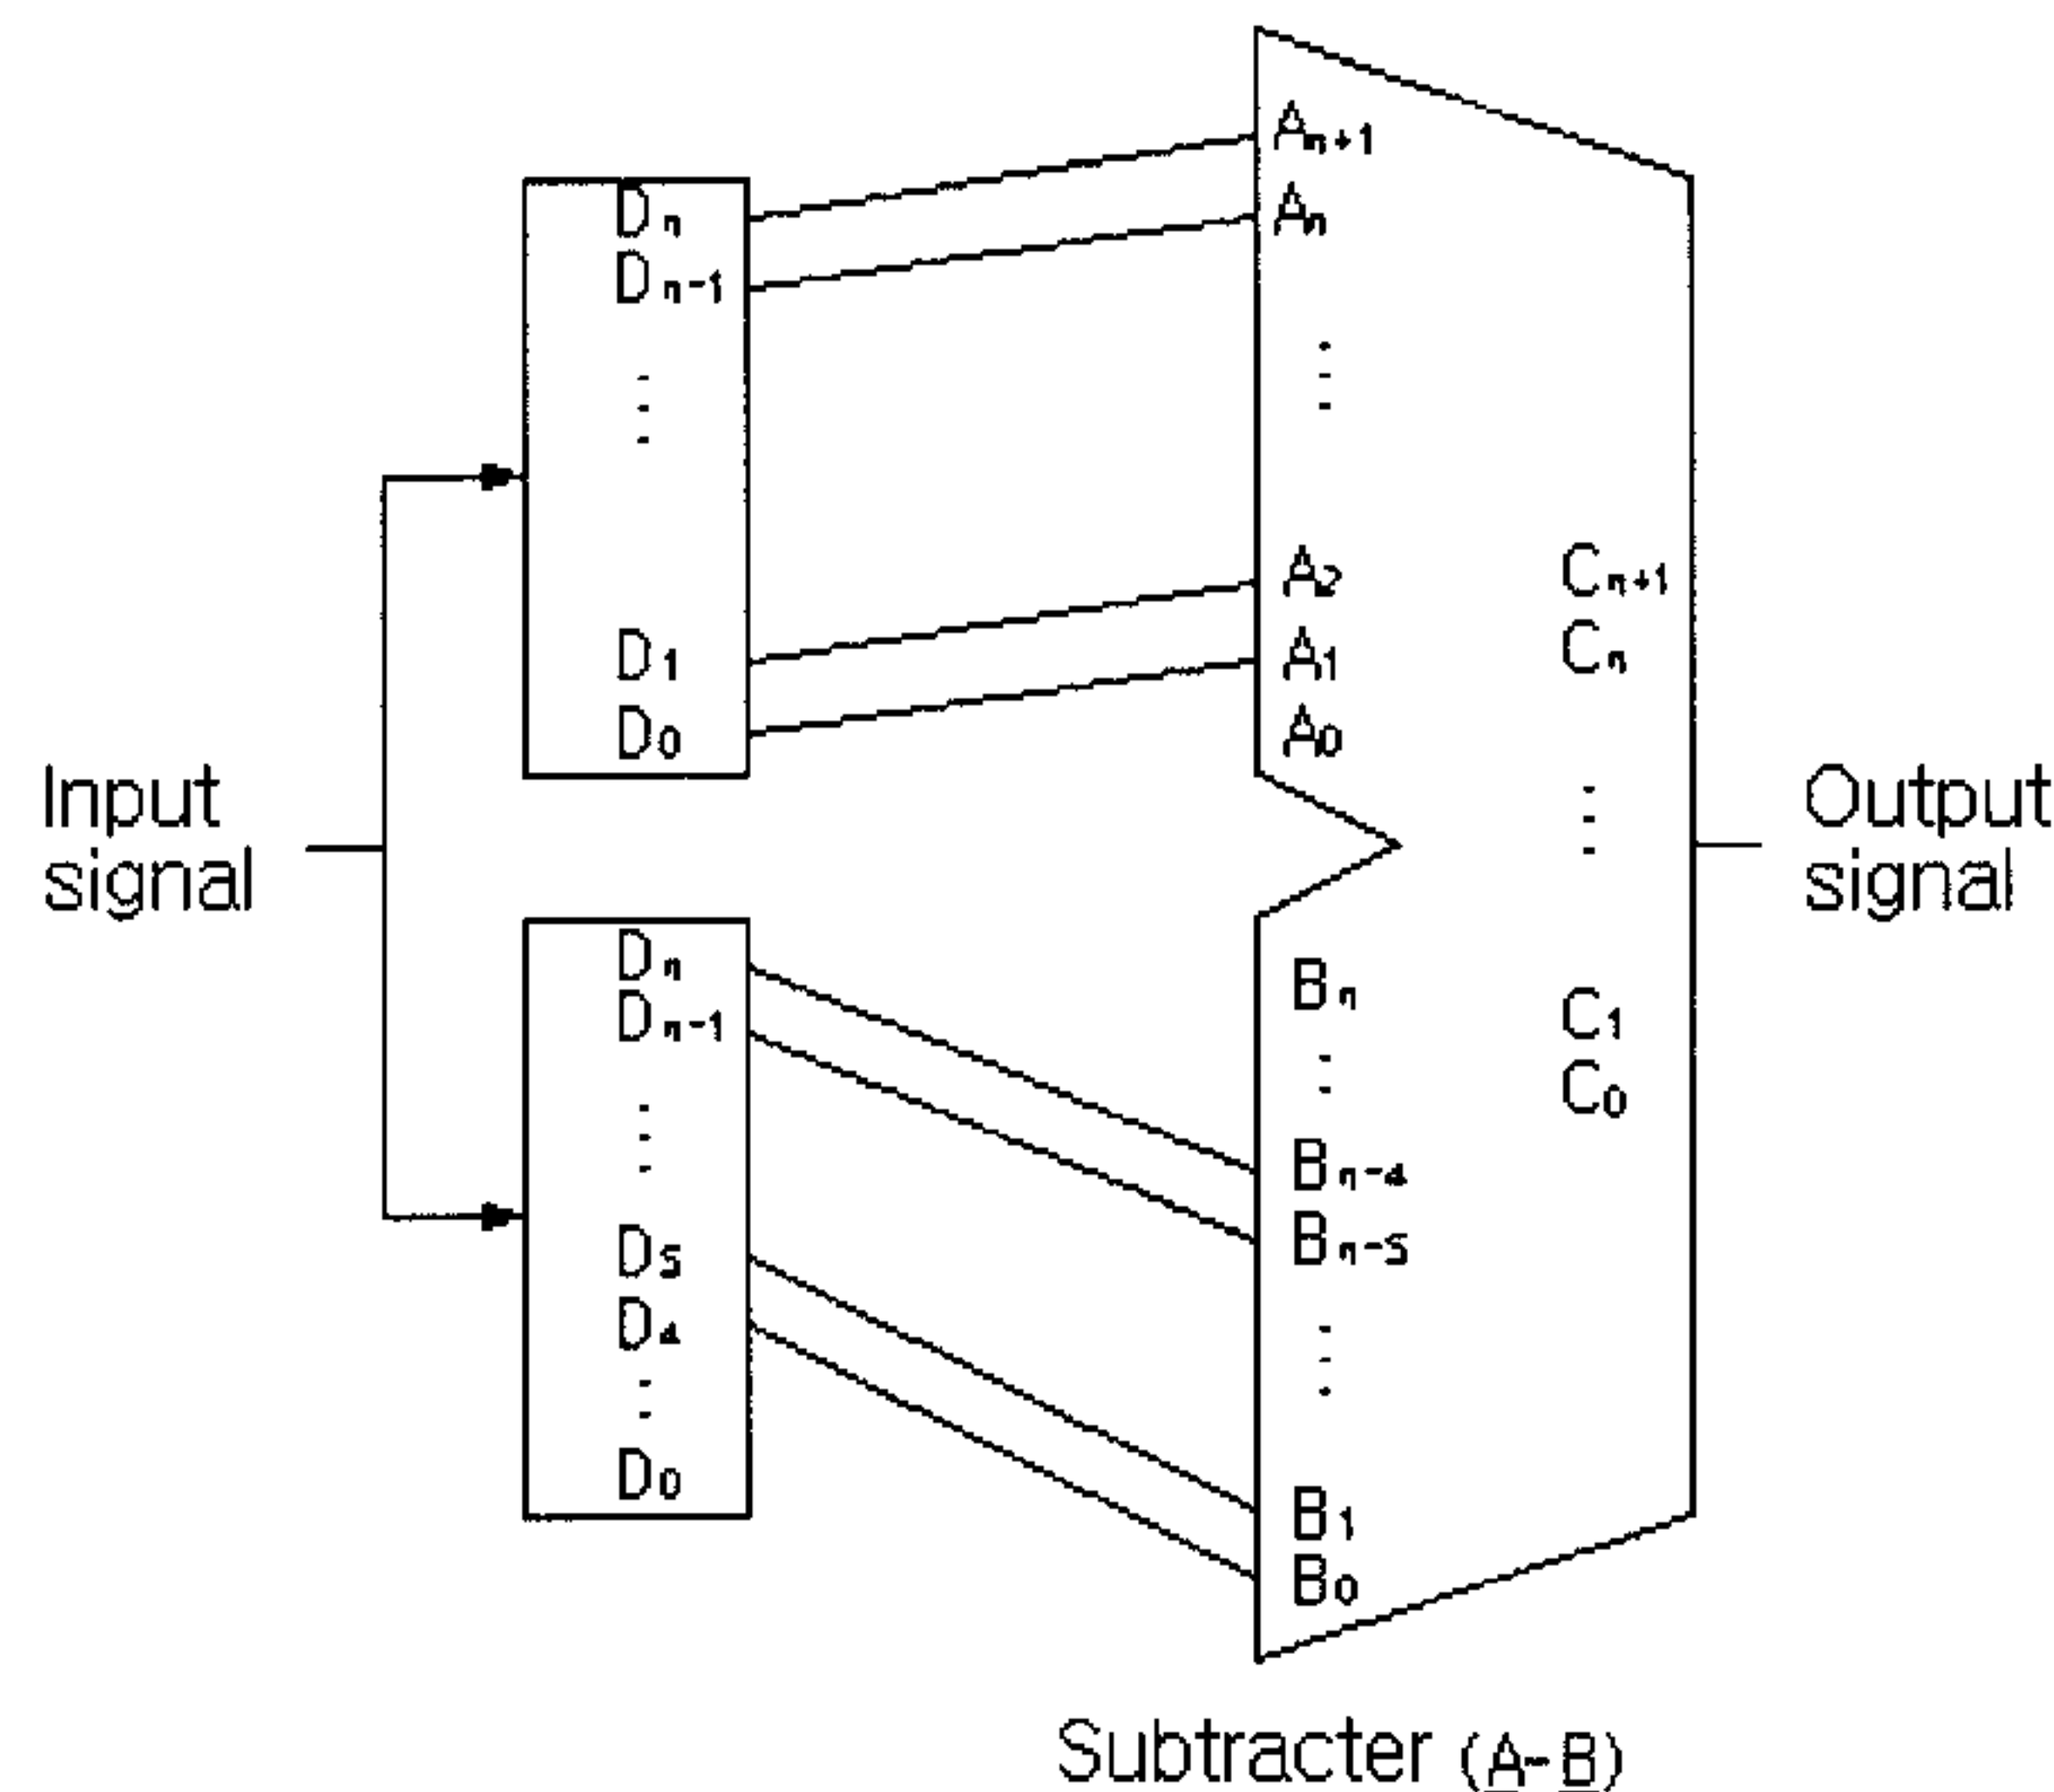 Input
signal
Dn
Dn-1
D1
D0
Dn
Dn-1
D5
D4
D0
An+1
An
A2
A1
A0
Bn
Bn-4
Bn-5
B1
B0
Cn+1
Cn
C1
C0
Output
signal
Subtracter (A-B)